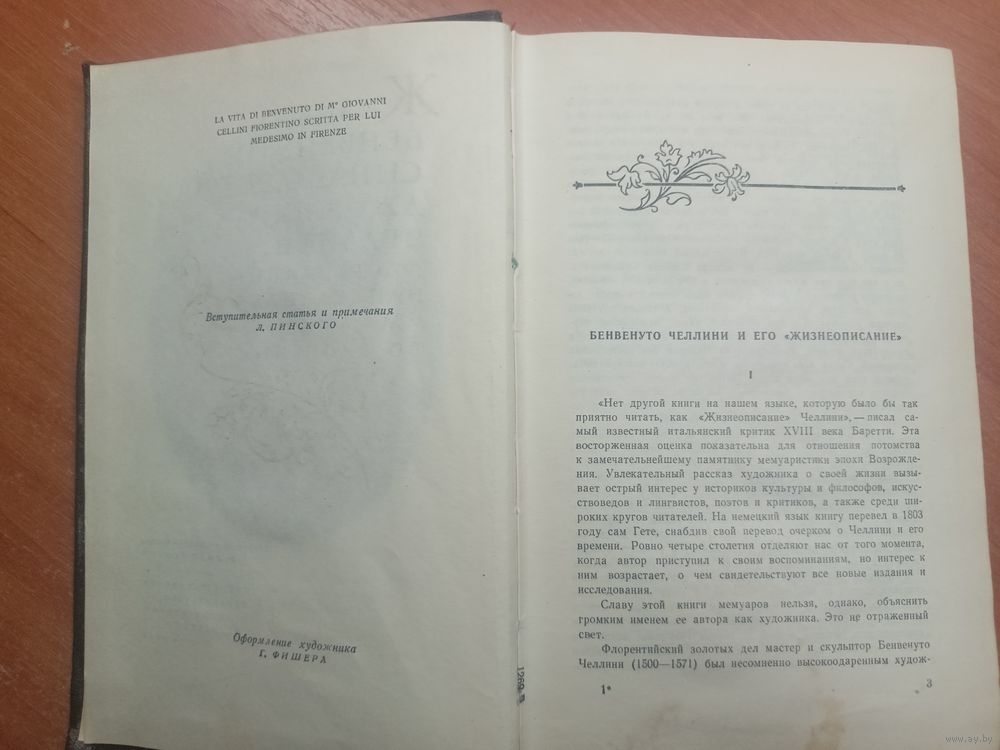 LA VITA DI BENVENUTO DI Mº GIOVANNI
CELLINI FIORENTINO SCRITTA PER LUI
MEDESIMO IN FIRENZE
Вступительная статья и примечания
Л. ПИНСКОГО
Оформление художника
Г. ФИШЕРА
БЕНВЕНУТО ЧЕЛЛИНИ И ЕГО «ЖИЗНЕОПИСАНИЕ»
I
«Нет другой книги на нашем языке, которую было бы так
приятно читать, как «Жизнеописание» Челлини», — писал са-
мый известный итальянский критик XVIII века Баретти. Эта
восторженная оценка показательна для отношения потомства
к замечательнейшему памятнику мемуаристики эпохи Возрожде-
ния. Увлекательный рассказ художника о своей жизни вызы-
вает острый интерес у историков культуры и философов, искус-
ствоведов и лингвистов, поэтов и критиков, а также среди ши-
роких кругов читателей. На немецкий язык книгу перевел в 1803
году сам Гете, снабдив свой перевод очерком о Челлини и его
времени. Ровно четыре столетия отделяют нас от того момента,
когда автор приступил к своим воспоминаниям, но интерес к
ним возрастает, о чем свидетельствуют все новые издания и
исследования.
Славу этой книги мемуаров нельзя, однако, объяснить
громким именем ее автора как художника. Это не отраженный
свет.
Флорентийский золотых дел мастер и скульптор Бенвенуто
Челлини (1500—1571) был несомненно высокоодаренным худож-
1*
3
www.ay.by